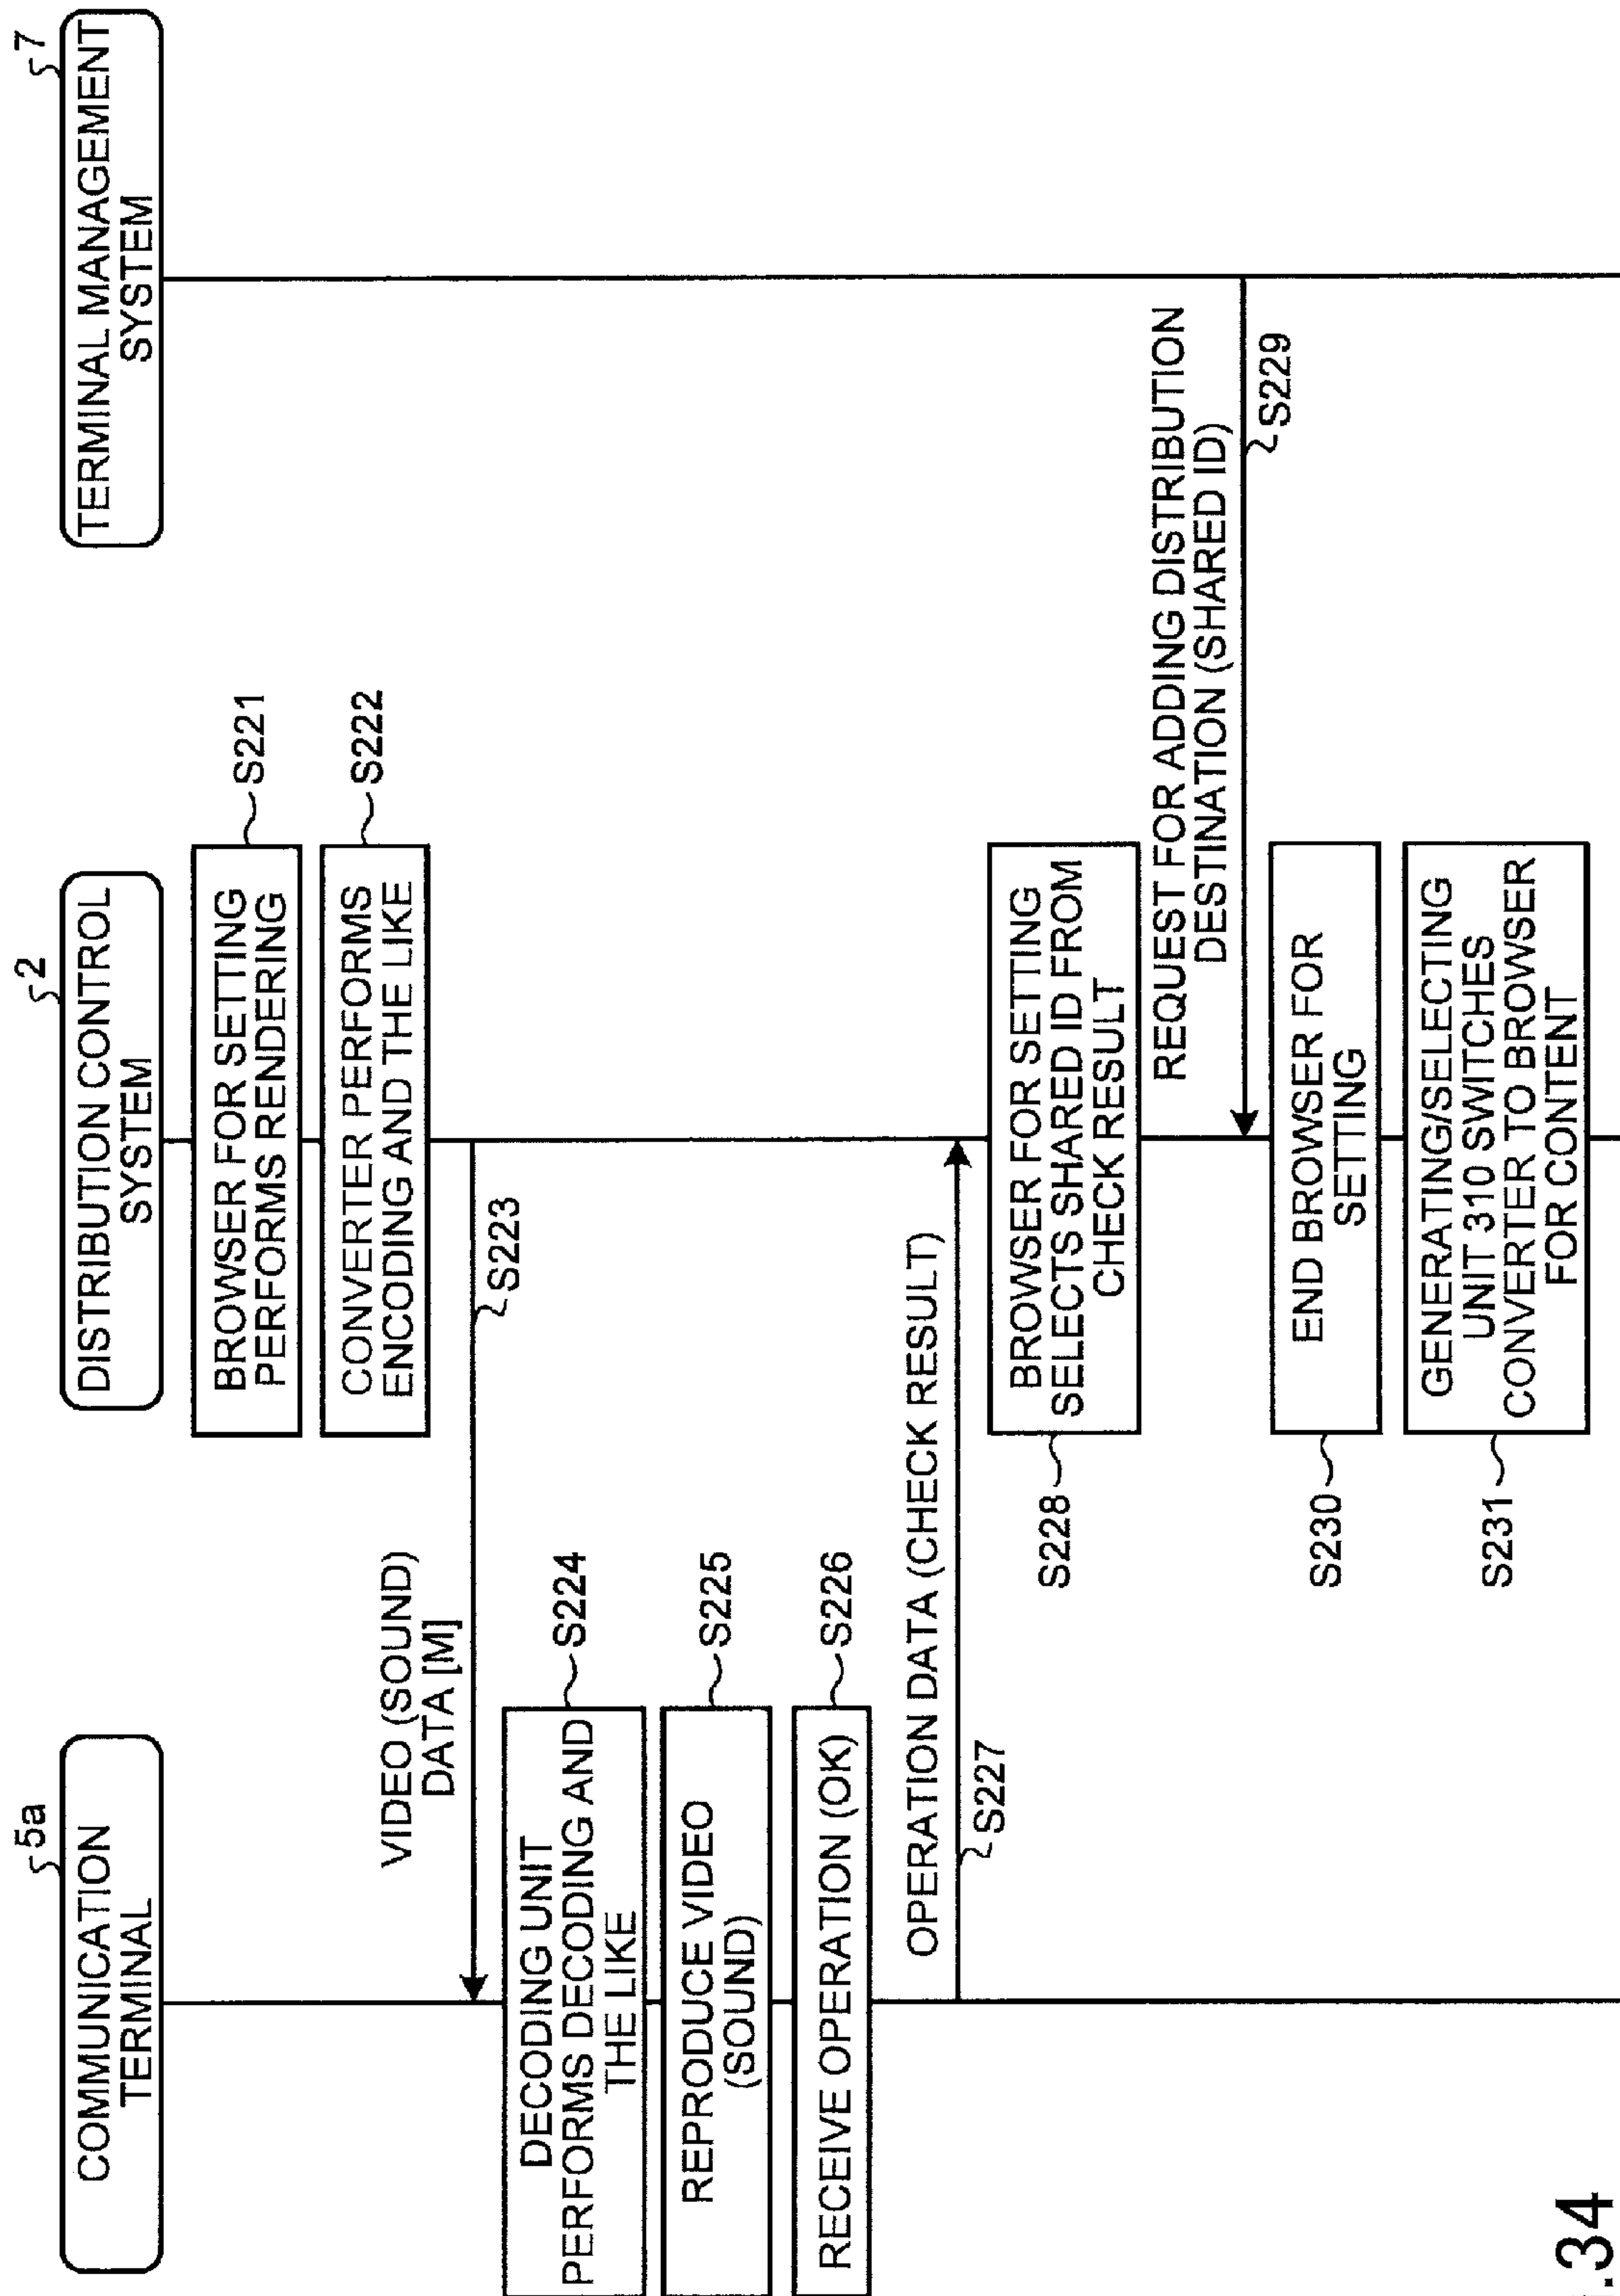 5a
COMMUNICATION
TERMINAL
2
DISTRIBUTION CONTROL
SYSTEM
7
TERMINAL MANAGEMENT
SYSTEM
BROWSER FOR SETTING
PERFORMS RENDERING
S221
CONVERTER PERFORMS
ENCODING AND THE LIKE
S222
VIDEO (SOUND)
DATA [M]
S223
DECODING UNIT
PERFORMS DECODING AND
THE LIKE
S224
REPRODUCE VIDEO
(SOUND)
S225
RECEIVE OPERATION (OK)
S226
OPERATION DATA (CHECK RESULT)
S227
BROWSER FOR SETTING
SELECTS SHARED ID FROM
CHECK RESULT
S228
REQUEST FOR ADDING DISTRIBUTION
DESTINATION (SHARED ID)
S229
END BROWSER FOR
SETTING
S230
GENERATING/SELECTING
UNIT 310 SWITCHES
CONVERTER TO BROWSER
FOR CONTENT
S231
.34